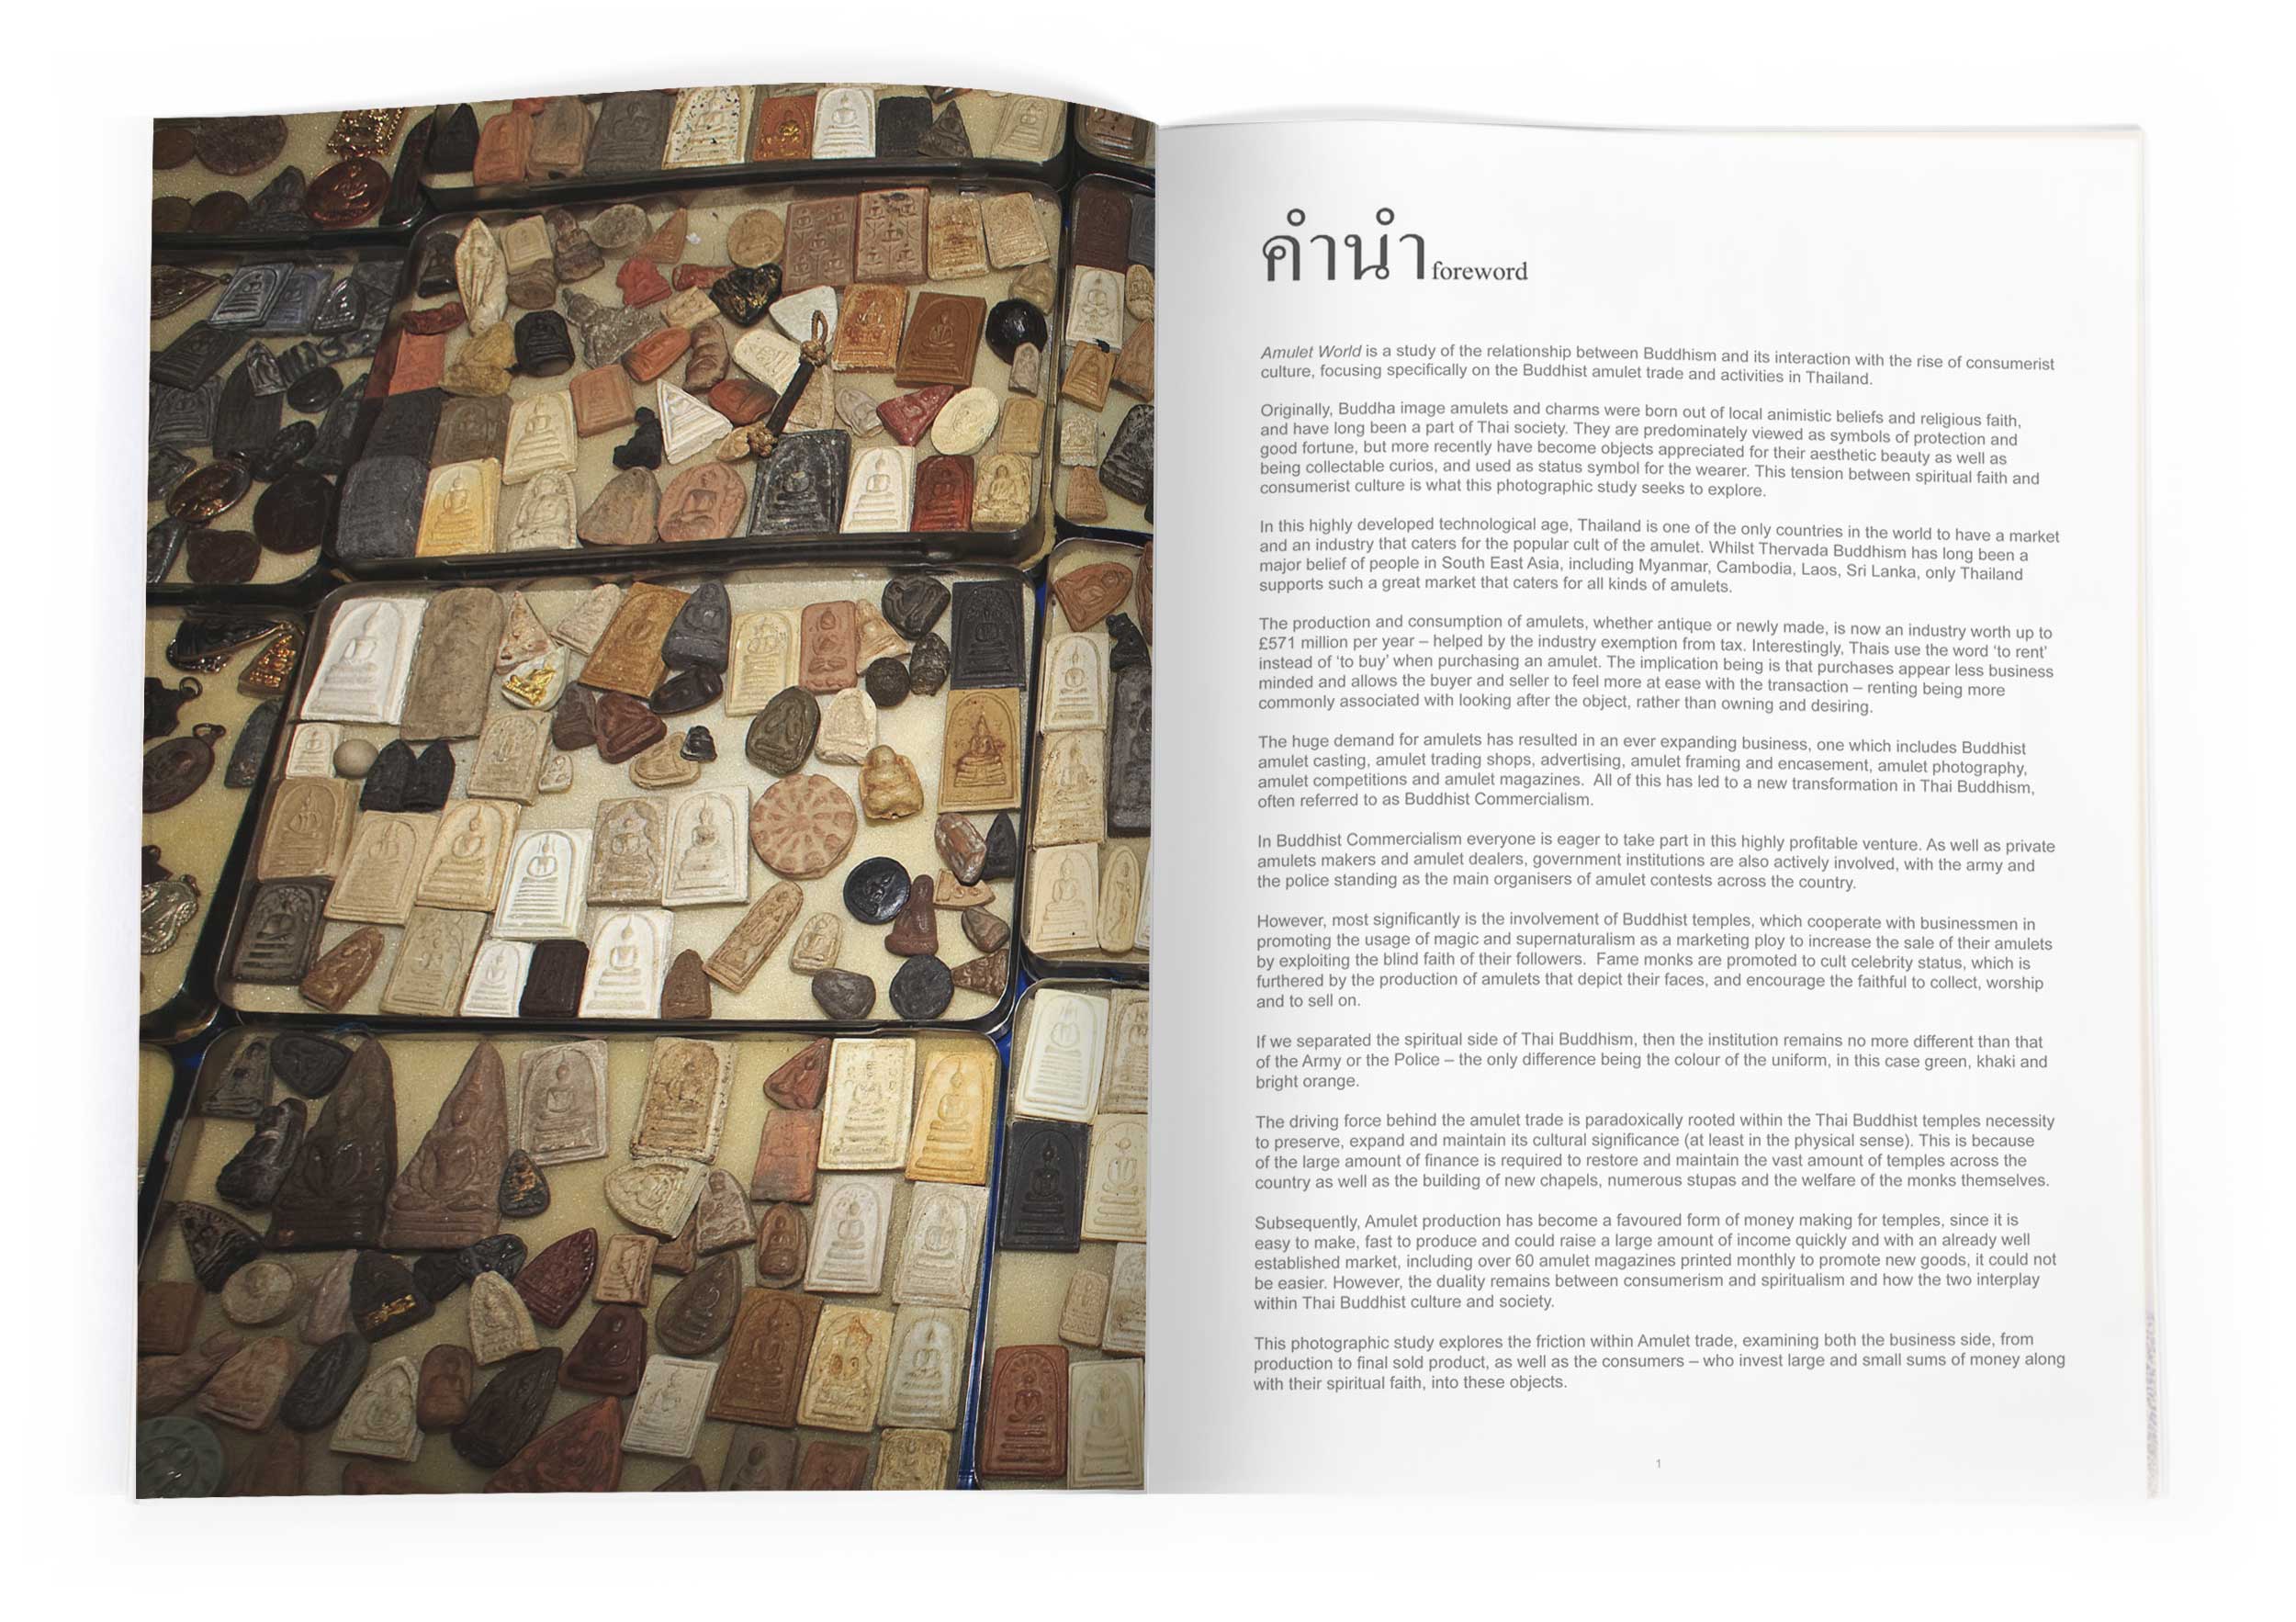 คำนำ foreword
Amulet World is a study of the relationship between Buddhism and its interaction with the rise of consumerist
culture, focusing specifically on the Buddhist amulet trade and activities in Thailand.
Originally, Buddha image amulets and charms were born out of local animistic beliefs and religious faith,
and have long been a part of Thai society. They are predominately viewed as symbols of protection and
good fortune, but more recently have become objects appreciated for their aesthetic beauty as well as
being collectable curios, and used as status symbol for the wearer. This tension between spiritual faith and
consumerist culture is what this photographic study seeks to explore.
In this highly developed technological age, Thailand is one of the only countries in the world to have a market
and an industry that caters for the popular cult of the amulet. Whilst Thervada Buddhism has long been a
major belief of people in South East Asia, including Myanmar, Cambodia, Laos, Sri Lanka, only Thailand
supports such a great market that caters for all kinds of amulets.
The production and consumption of amulets, whether antique or newly made, is now an industry worth up to
£571 million per year – helped by the industry exemption from tax. Interestingly, Thais use the word ‘to rent’
instead of ‘to buy’ when purchasing an amulet. The implication being is that purchases appear less business
minded and allows the buyer and seller to feel more at ease with the transaction – renting being more
commonly associated with looking after the object, rather than owning and desiring.
The huge demand for amulets has resulted in an ever expanding business, one which includes Buddhist
amulet casting, amulet trading shops, advertising, amulet framing and encasement, amulet photography,
amulet competitions and amulet magazines.  All of this has led to a new transformation in Thai Buddhism,
often referred to as Buddhist Commercialism.
In Buddhist Commercialism everyone is eager to take part in this highly profitable venture. As well as private
amulets makers and amulet dealers, government institutions are also actively involved, with the army and
the police standing as the main organisers of amulet contests across the country.
However, most significantly is the involvement of Buddhist temples, which cooperate with businessmen in
promoting the usage of magic and supernaturalism as a marketing ploy to increase the sale of their amulets
by exploiting the blind faith of their followers.  Fame monks are promoted to cult celebrity status, which is
furthered by the production of amulets that depict their faces, and encourage the faithful to collect, worship
and to sell on.
If we separated the spiritual side of Thai Buddhism, then the institution remains no more different than that
of the Army or the Police – the only difference being the colour of the uniform, in this case green, khaki and
bright orange.
The driving force behind the amulet trade is paradoxically rooted within the Thai Buddhist temples necessity
to preserve, expand and maintain its cultural significance (at least in the physical sense). This is because
of the large amount of finance is required to restore and maintain the vast amount of temples across the
country as well as the building of new chapels, numerous stupas and the welfare of the monks themselves.
Subsequently, Amulet production has become a favoured form of money making for temples, since it is
easy to make, fast to produce and could raise a large amount of income quickly and with an already well
established market, including over 60 amulet magazines printed monthly to promote new goods, it could not
be easier. However, the duality remains between consumerism and spiritualism and how the two interplay
within Thai Buddhist culture and society.
This photographic study explores the friction within Amulet trade, examining both the business side, from
production to final sold product, as well as the consumers – who invest large and small sums of money along
with their spiritual faith, into these objects.
1